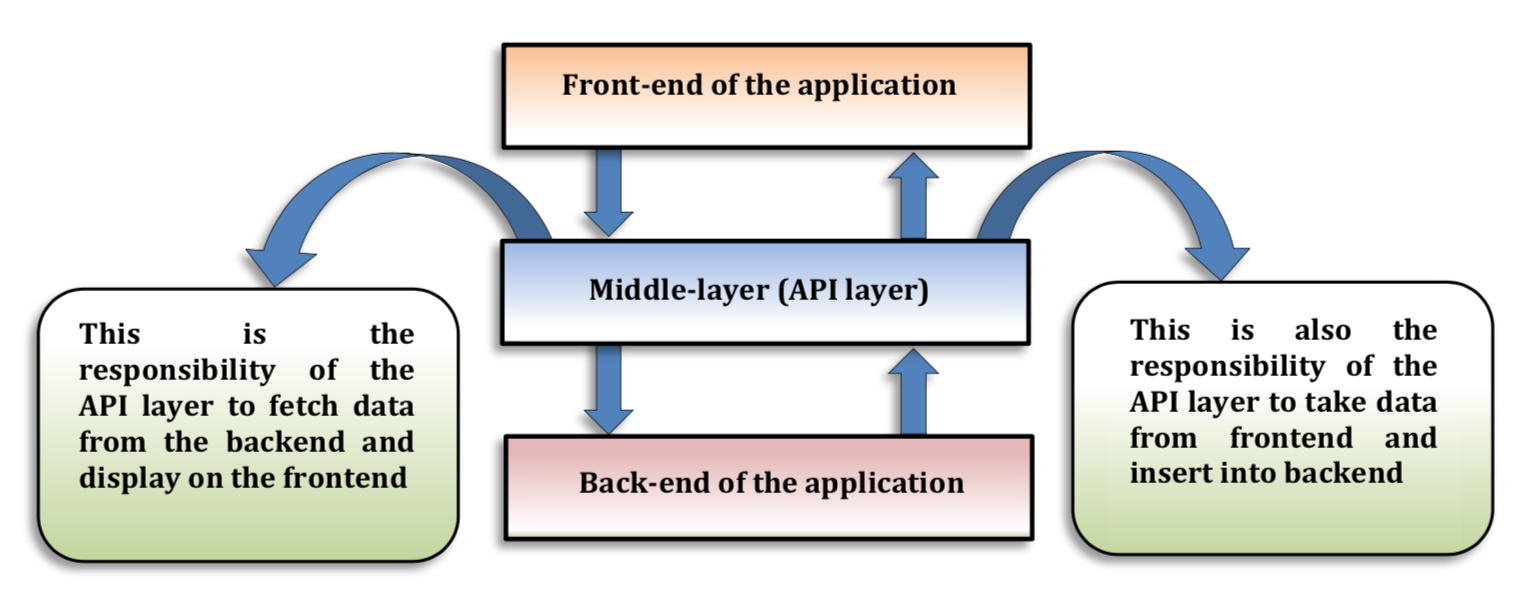 Front-end of the application
Middle-layer (API layer)
This is the
responsibility of the
API layer to fetch data
from the backend and
display on the frontend
This is also the
responsibility of the
API layer to take data
from frontend and
insert into backend
Back-end of the application